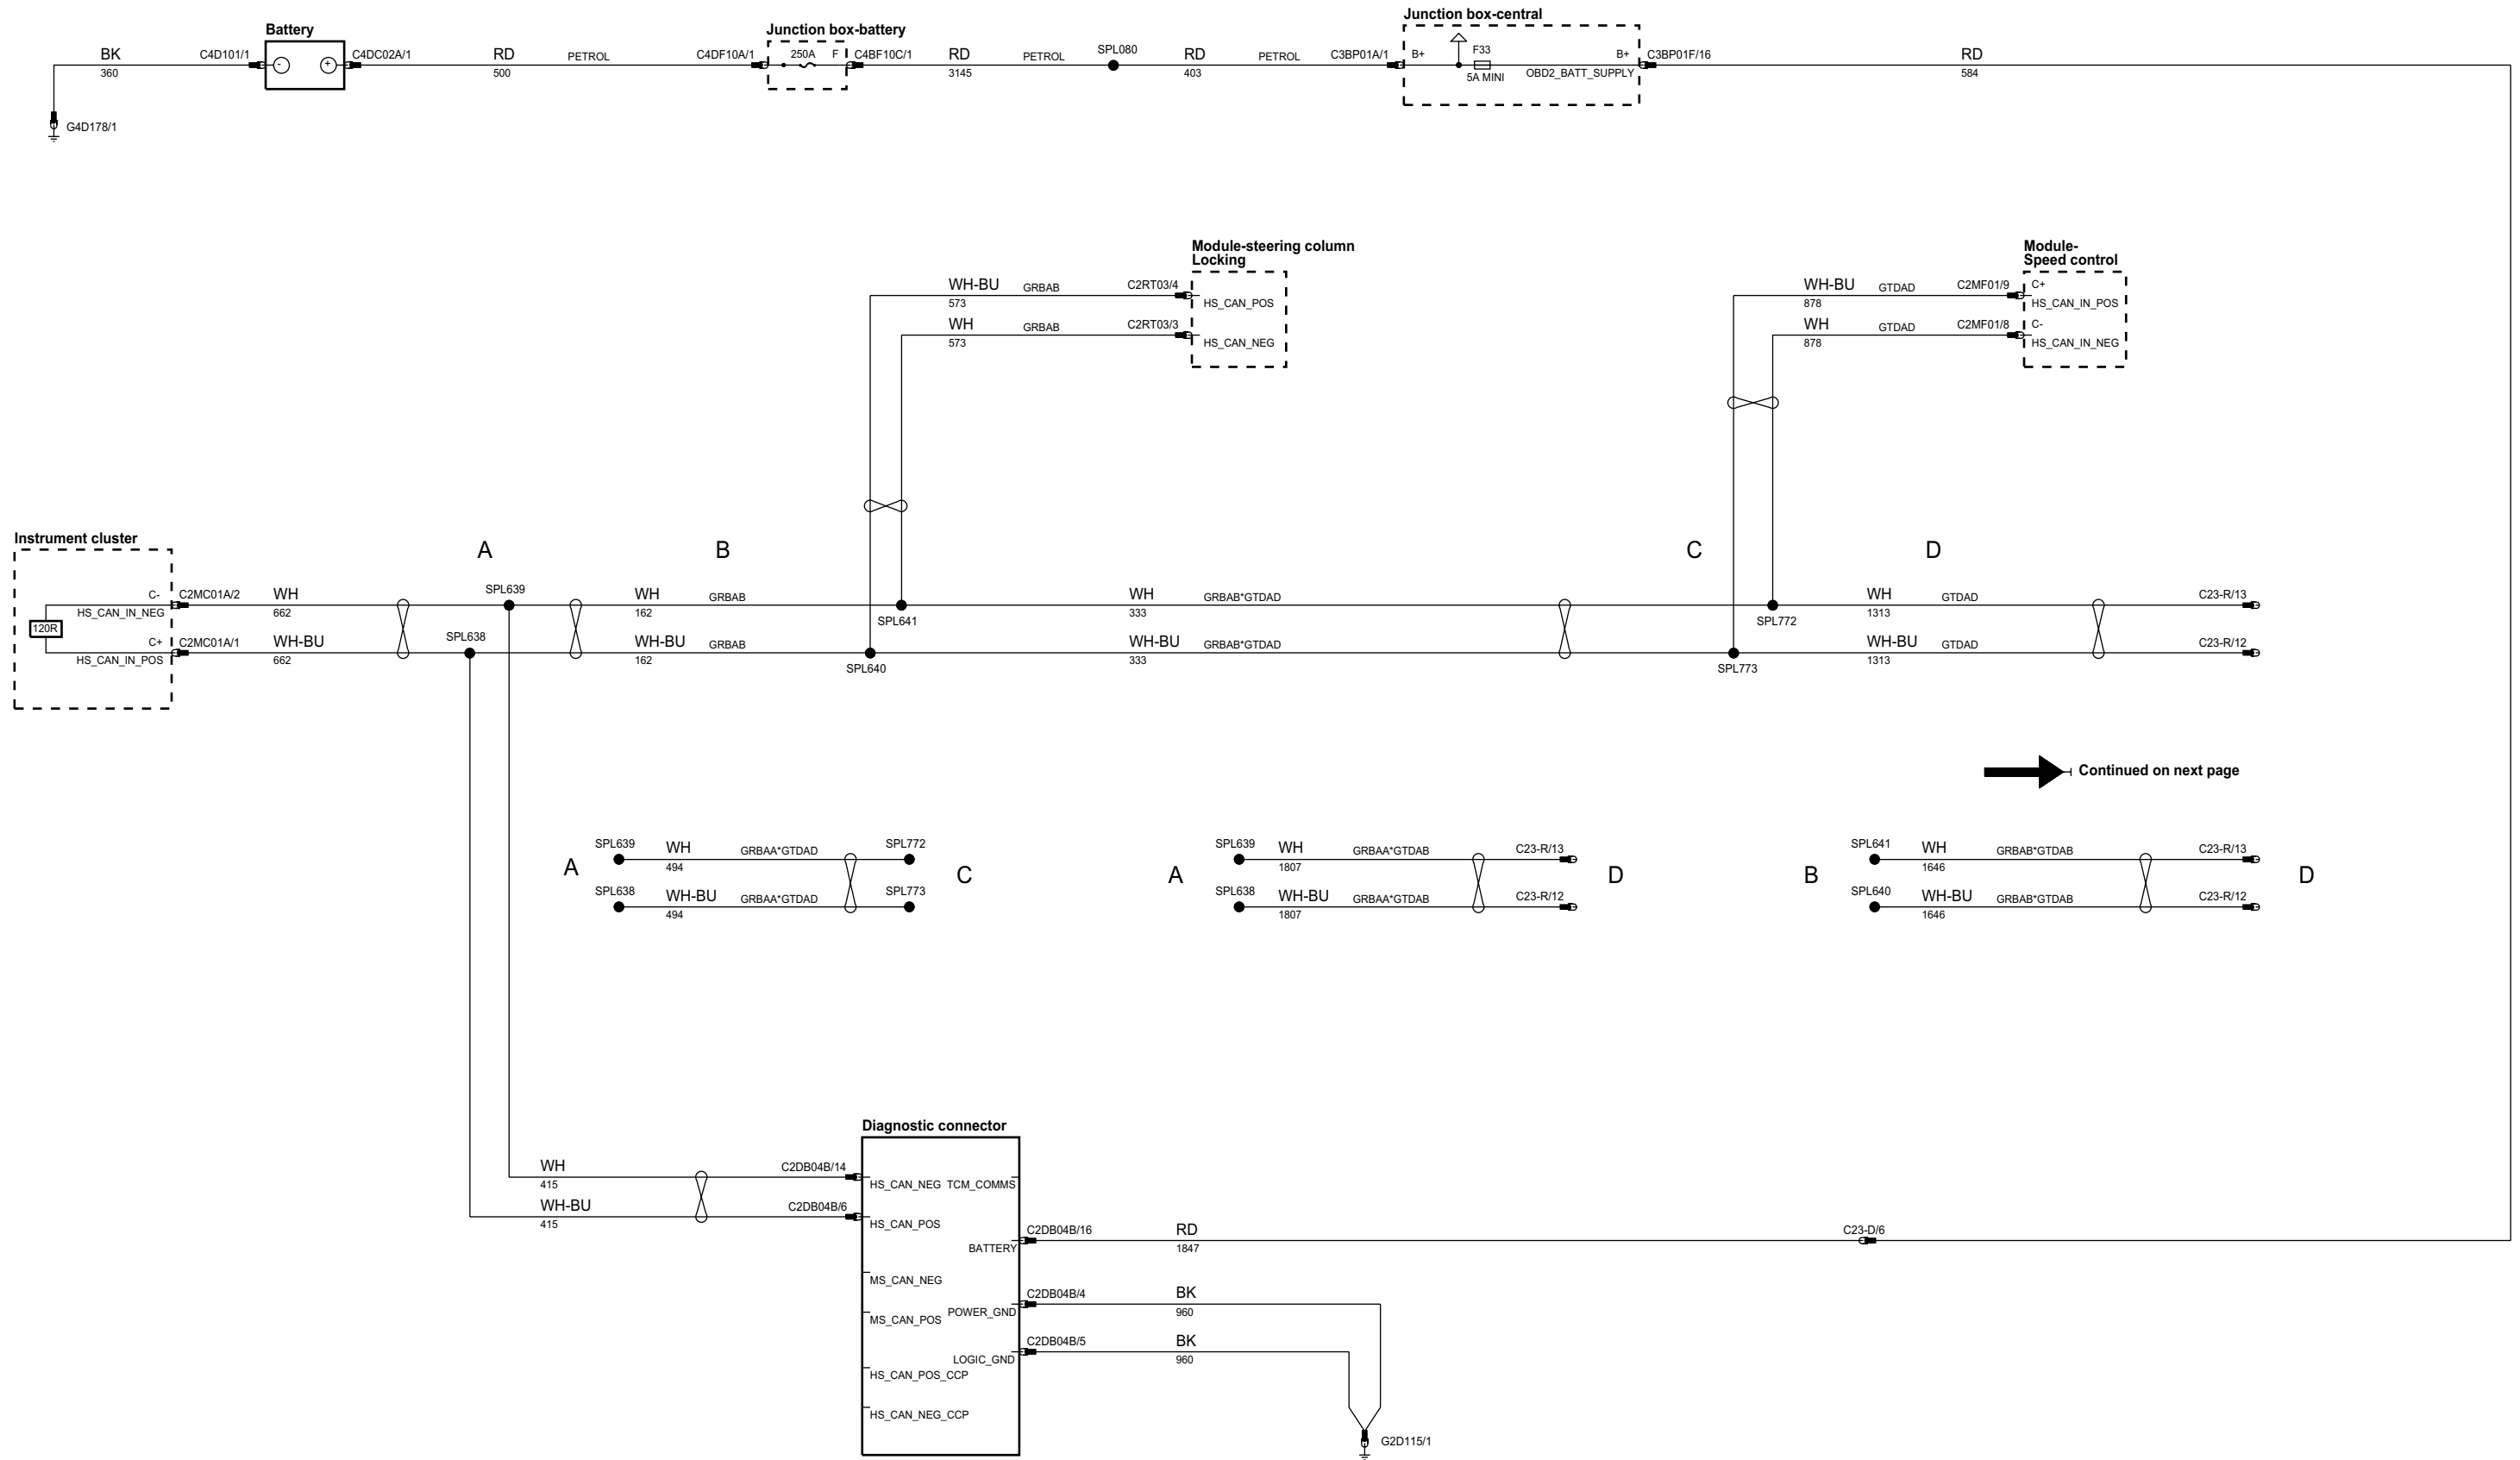 Junction box-central
Battery
Junction box-battery
BK
360
C4D101/1
-
+
C4DC02A/1
RD
500
PETROL
C4DF10A/1
250A
F
C4BF10C/1
RD
3145
PETROL
SPL080
RD
403
PETROL
C3BP01A/1
B+
F33
5A MINI
B+
OBD2_BATT_SUPPLY
C3BP01F/16
RD
584
G4D178/1
Module-steering column
Locking
WH-BU
573
GRBAB
C2RT03/4
HS_CAN_POS
WH
573
GRBAB
C2RT03/3
HS_CAN_NEG
Module-
Speed control
WH-BU
878
GTDAD
C2MF01/9
C+
HS_CAN_IN_POS
WH
878
GTDAD
C2MF01/8
C-
HS_CAN_IN_NEG
Instrument cluster
A
B
C
D
C-
HS_CAN_IN_NEG
C2MC01A/2
WH
662
SPL639
WH
162
GRBAB
SPL641
WH
333
GRBAB*GTDAD
SPL772
WH
1313
GTDAD
C23-R/13
120R
C+
HS_CAN_IN_POS
C2MC01A/1
WH-BU
662
SPL638
WH-BU
162
GRBAB
SPL640
WH-BU
333
GRBAB*GTDAD
SPL773
WH-BU
1313
GTDAD
C23-R/12
Continued on next page
A
SPL639
WH
494
GRBAA*GTDAD
SPL772
SPL638
WH-BU
494
GRBAA*GTDAD
SPL773
C
A
SPL639
WH
1807
GRBAA*GTDAB
C23-R/13
SPL638
WH-BU
1807
GRBAA*GTDAB
C23-R/12
D
B
SPL641
WH
1646
GRBAB*GTDAB
C23-R/13
SPL640
WH-BU
1646
GRBAB*GTDAB
C23-R/12
D
Diagnostic connector
WH
415
C2DB04B/14
HS_CAN_NEG
TCM_COMMS
WH-BU
415
C2DB04B/6
HS_CAN_POS
BATTERY
C2DB04B/16
RD
1847
C23-D/6
MS_CAN_NEG
MS_CAN_POS
POWER_GND
C2DB04B/4
BK
960
LOGIC_GND
C2DB04B/5
BK
960
HS_CAN_POS_CCP
HS_CAN_NEG_CCP
G2D115/1